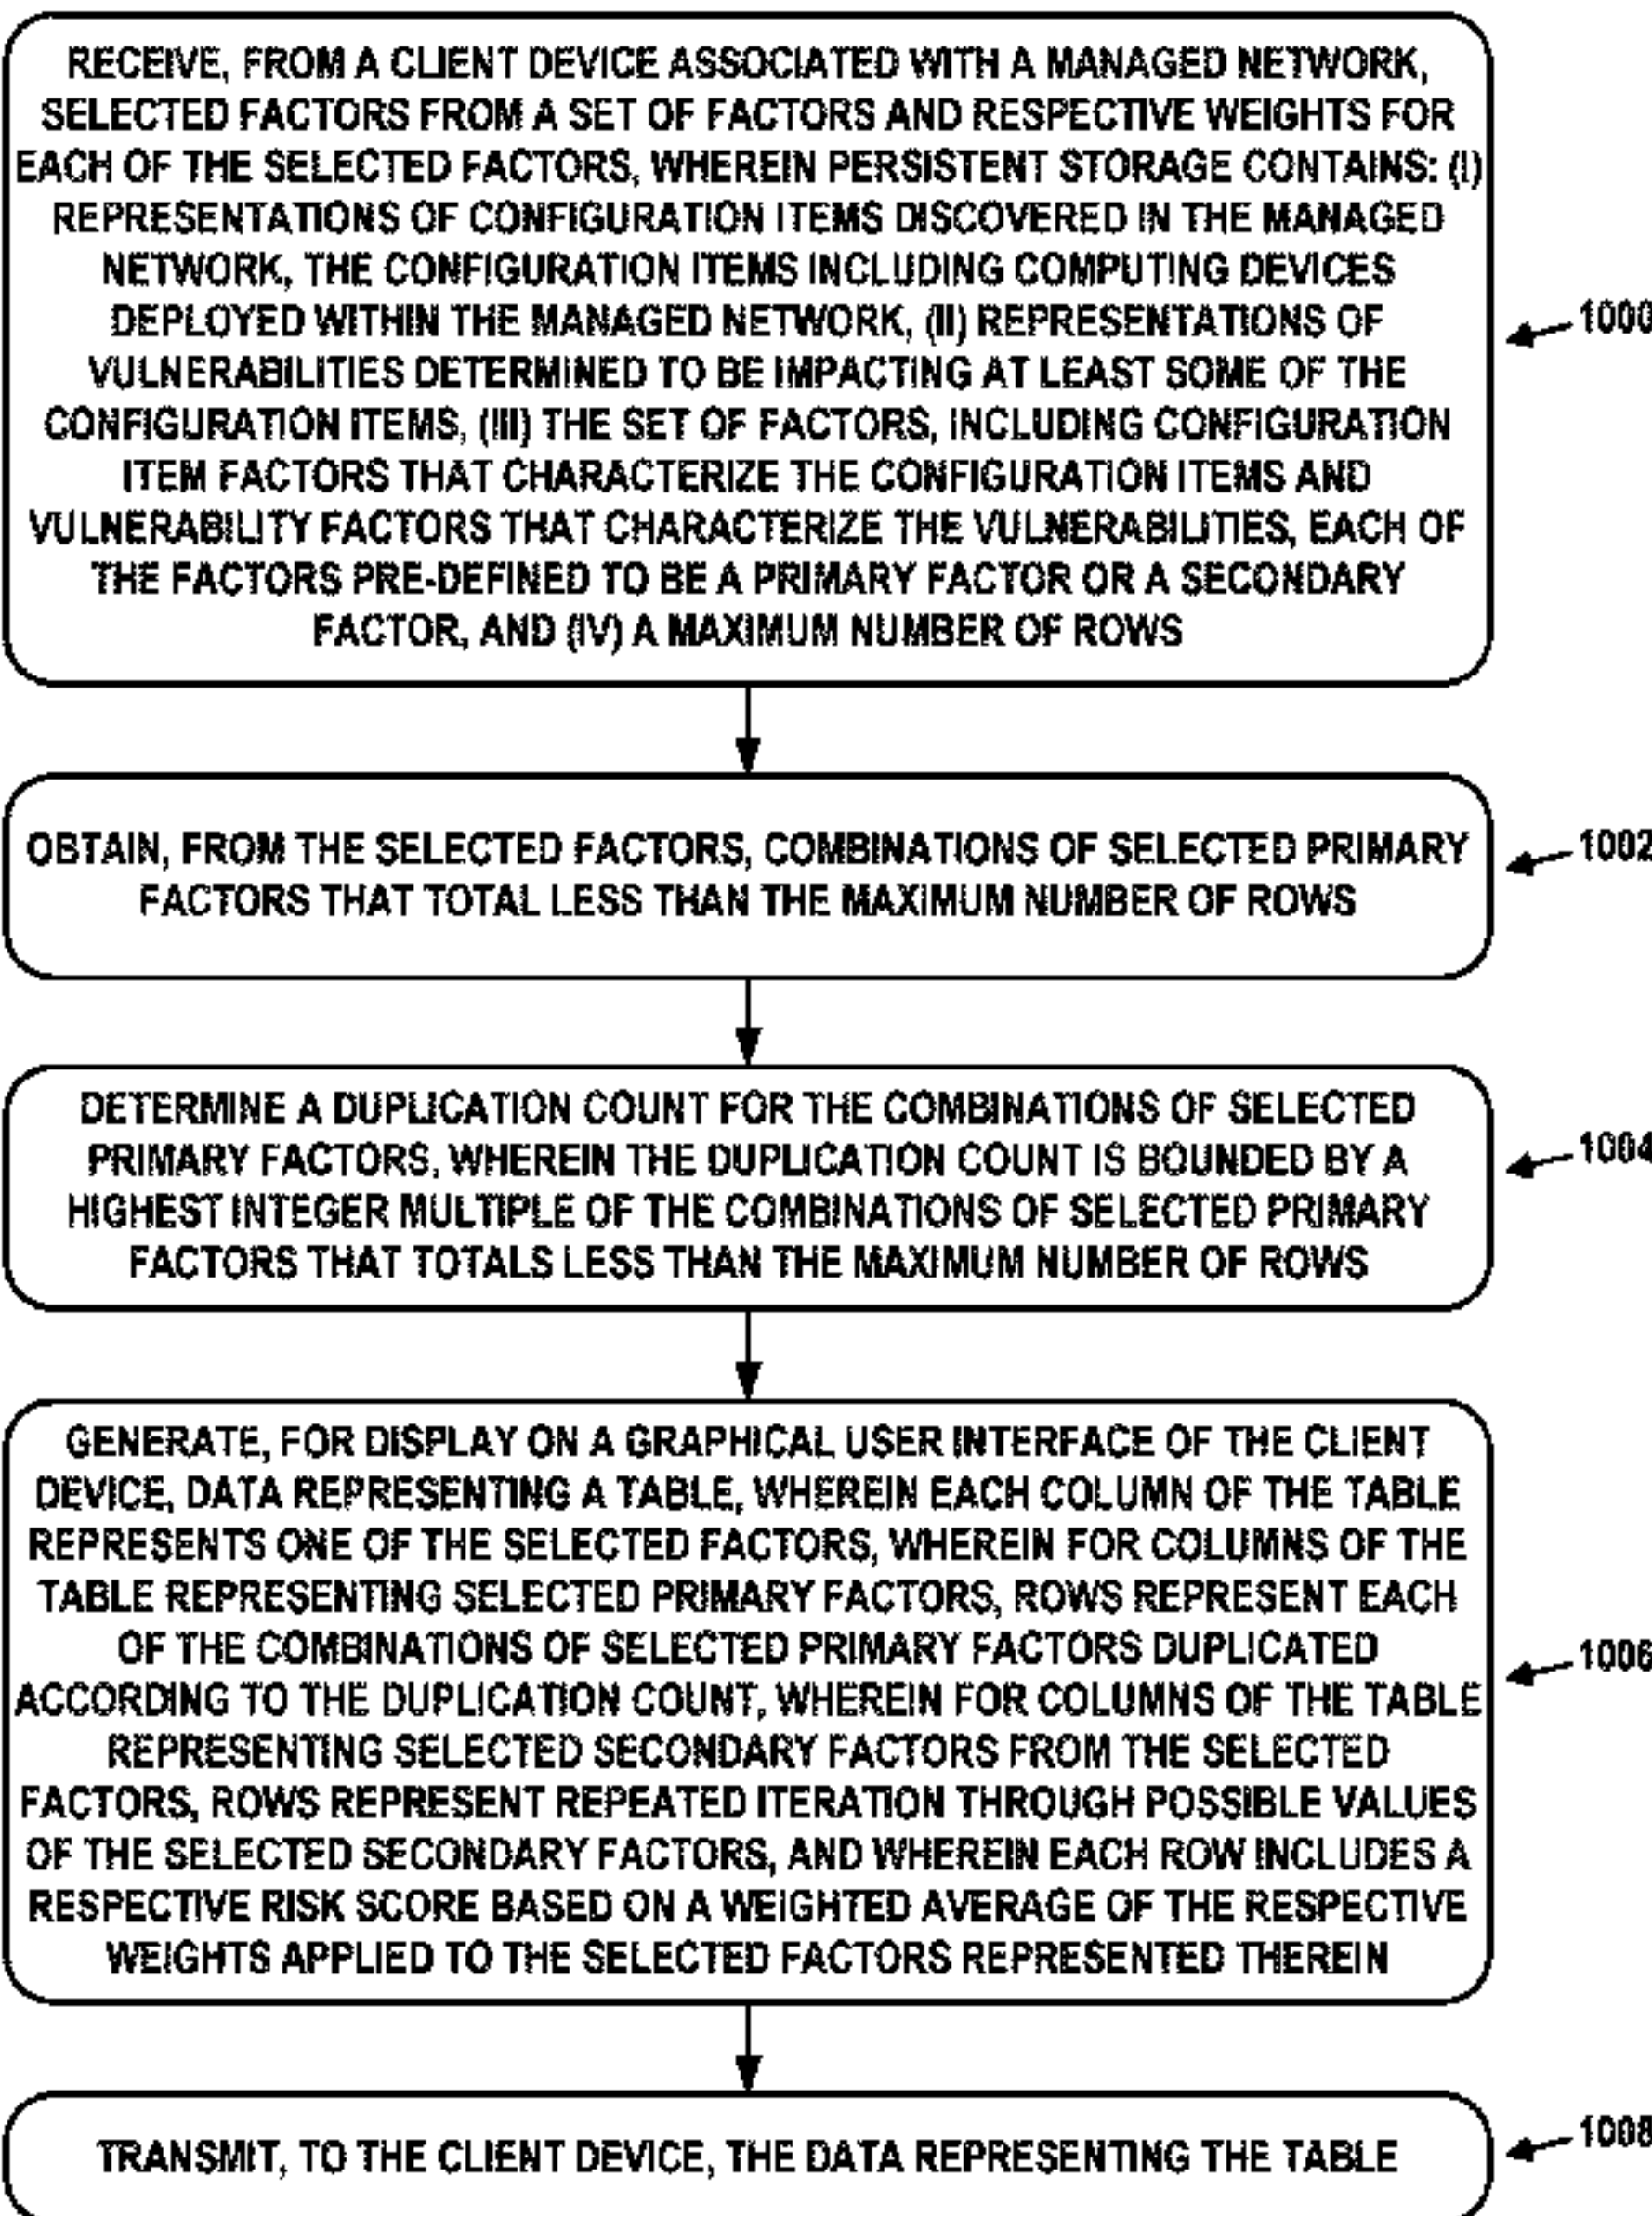 RECEIVE, FROM A CLIENT DEVICE ASSOCIATED WITH A MANAGED NETWORK,
SELECTED FACTORS FROM A SET OF FACTORS AND RESPECTIVE WEIGHTS FOR
EACH OF THE SELECTED FACTORS, WHEREIN PERSISTENT STORAGE CONTAINS: (I)
REPRESENTATIONS OF CONFIGURATION ITEMS DISCOVERED IN THE MANAGED
NETWORK, THE CONFIGURATION ITEMS INCLUDING COMPUTING DEVICES
DEPLOYED WITHIN THE MANAGED NETWORK, (II) REPRESENTATIONS OF
VULNERABILITIES DETERMINED TO BE IMPACTING AT LEAST SOME OF THE
CONFIGURATION ITEMS, (III) THE SET OF FACTORS, INCLUDING CONFIGURATION
ITEM FACTORS THAT CHARACTERIZE THE CONFIGURATION ITEMS AND
VULNERABILITY FACTORS THAT CHARACTERIZE THE VULNERABILITIES, EACH OF
THE FACTORS PRE-DEFINED TO BE A PRIMARY FACTOR OR A SECONDARY
FACTOR, AND (IV) A MAXIMUM NUMBER OF ROWS
1000
OBTAIN, FROM THE SELECTED FACTORS, COMBINATIONS OF SELECTED PRIMARY
FACTORS THAT TOTAL LESS THAN THE MAXIMUM NUMBER OF ROWS
1002
DETERMINE A DUPLICATION COUNT FOR THE COMBINATIONS OF SELECTED
PRIMARY FACTORS, WHEREIN THE DUPLICATION COUNT IS BOUNDED BY A
HIGHEST INTEGER MULTIPLE OF THE COMBINATIONS OF SELECTED PRIMARY
FACTORS THAT TOTALS LESS THAN THE MAXIMUM NUMBER OF ROWS
1004
GENERATE, FOR DISPLAY ON A GRAPHICAL USER INTERFACE OF THE CLIENT
DEVICE, DATA REPRESENTING A TABLE, WHEREIN EACH COLUMN OF THE TABLE
REPRESENTS ONE OF THE SELECTED FACTORS, WHEREIN FOR COLUMNS OF THE
TABLE REPRESENTING SELECTED PRIMARY FACTORS, ROWS REPRESENT EACH
OF THE COMBINATIONS OF SELECTED PRIMARY FACTORS DUPLICATED
ACCORDING TO THE DUPLICATION COUNT, WHEREIN FOR COLUMNS OF THE TABLE
REPRESENTING SELECTED SECONDARY FACTORS FROM THE SELECTED
FACTORS, ROWS REPRESENT REPEATED ITERATION THROUGH POSSIBLE VALUES
OF THE SELECTED SECONDARY FACTORS, AND WHEREIN EACH ROW INCLUDES A
RESPECTIVE RISK SCORE BASED ON A WEIGHTED AVERAGE OF THE RESPECTIVE
WEIGHTS APPLIED TO THE SELECTED FACTORS REPRESENTED THEREIN
1006
TRANSMIT, TO THE CLIENT DEVICE, THE DATA REPRESENTING THE TABLE
1008